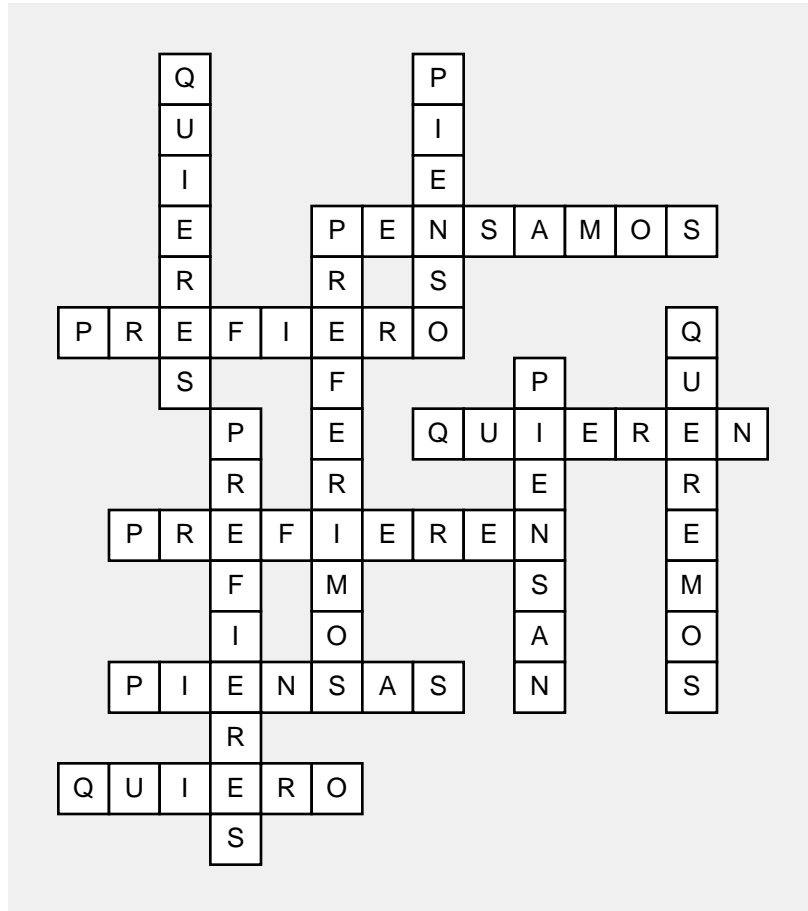 QUIERES
PIENSO
PENSAMOS
PREFERIMOS
PREFIERO
QUEREMOS
PIENSAN
QUIEREN
PREFIERES
PREFIEREN
PIENSAS
QUIERO